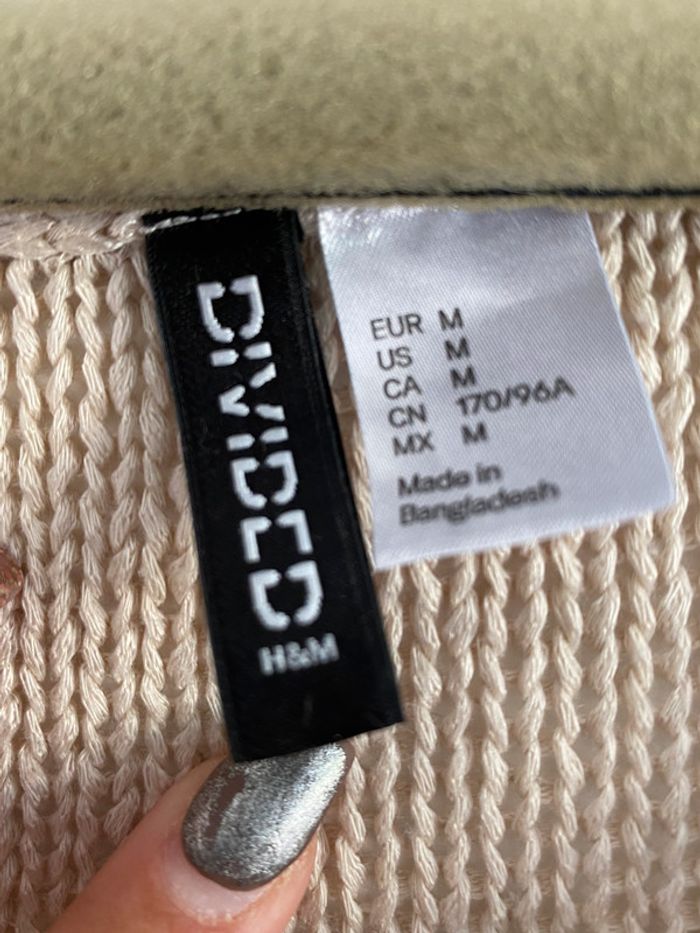 DIVIDED
H&M
EUR M
US M
CA M
CN 170/96A
MX M
Made in
Bangladesh